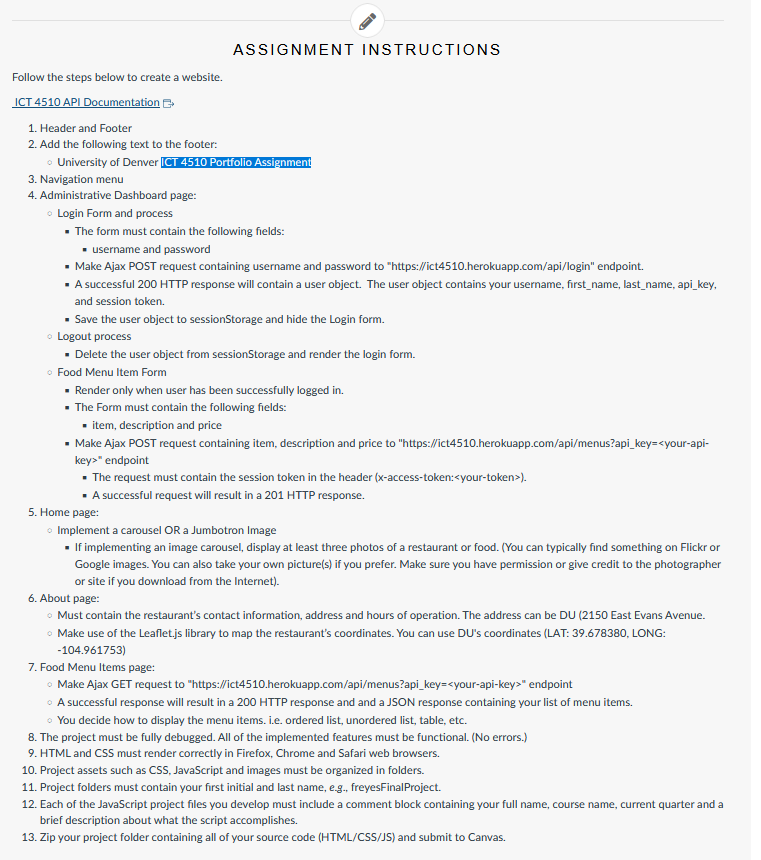 ASSIGNMENT INSTRUCTIONS
Follow the steps below to create a website.
ICT 4510 API Documentation
1. Header and Footer
2. Add the following text to the footer:
○ University of Denver ICT 4510 Portfolio Assignment
3. Navigation menu
4. Administrative Dashboard page:
○ Login Form and process
▪ The form must contain the following fields:
▪ username and password
▪ Make Ajax POST request containing username and password to "https://ict4510.herokuapp.com/api/login" endpoint.
▪ A successful 200 HTTP response will contain a user object. The user object contains your username, first_name, last_name, api_key,
and session token.
▪ Save the user object to sessionStorage and hide the Login form.
○ Logout process
▪ Delete the user object from sessionStorage and render the login form.
○ Food Menu Item Form
▪ Render only when user has been successfully logged in.
▪ The Form must contain the following fields:
▪ item, description and price
▪ Make Ajax POST request containing item, description and price to "https://ict4510.herokuapp.com/api/menus?api_key=<your-api-
key>" endpoint
▪ The request must contain the session token in the header (x-access-token:<your-token>).
▪ A successful request will result in a 201 HTTP response.
5. Home page:
○ Implement a carousel OR a Jumbotron Image
▪ If implementing an image carousel, display at least three photos of a restaurant or food. (You can typically find something on Flickr or
Google images. You can also take your own picture(s) if you prefer. Make sure you have permission or give credit to the photographer
or site if you download from the Internet).
6. About page:
○ Must contain the restaurant's contact information, address and hours of operation. The address can be DU (2150 East Evans Avenue.
○ Make use of the Leaflet.js library to map the restaurant's coordinates. You can use DU's coordinates (LAT: 39.678380, LONG:
-104.961753)
7. Food Menu Items page:
○ Make Ajax GET request to "https://ict4510.herokuapp.com/api/menus?api_key=<your-api-key>" endpoint
○ A successful response will result in a 200 HTTP response and and a JSON response containing your list of menu items.
○ You decide how to display the menu items. i.e. ordered list, unordered list, table, etc.
8. The project must be fully debugged. All of the implemented features must be functional. (No errors.)
9. HTML and CSS must render correctly in Firefox, Chrome and Safari web browsers.
10. Project assets such as CSS, JavaScript and images must be organized in folders.
11. Project folders must contain your first initial and last name, e.g., freyesFinalProject.
12. Each of the JavaScript project files you develop must include a comment block containing your full name, course name, current quarter and a
brief description about what the script accomplishes.
13. Zip your project folder containing all of your source code (HTML/CSS/JS) and submit to Canvas.